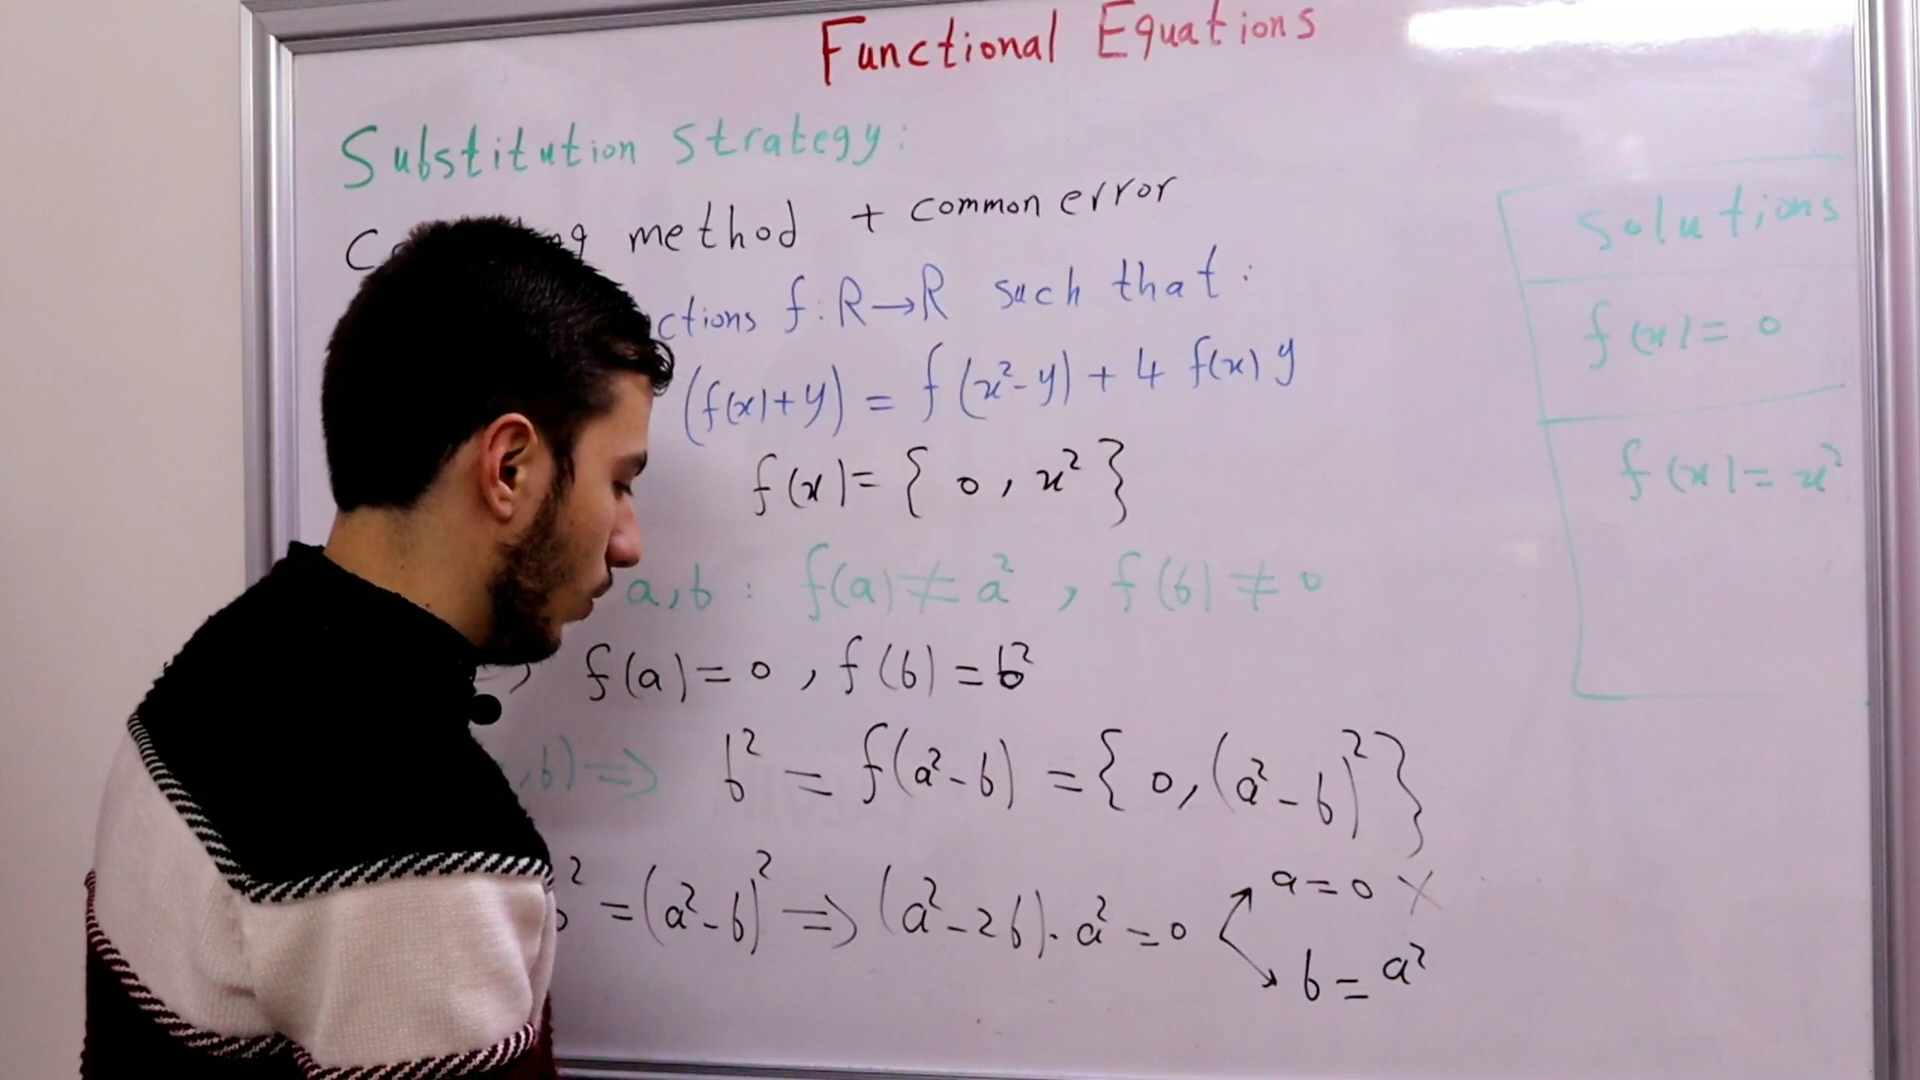 Functional Equations
Substitution strategy:
method + common error
f: R→R such that:
(f(x)+y) = f(x²-y) + 4 f(x) y
f(x) = { 0, x² }
a,b : f(a) ≠ a² , f(b) ≠ 0
f(a) = 0 , f(b) = b²
,b) => b² = f(a²-b) = { 0, (a²-b)² }
² = (a²-b)² => (a²-2b). a² = 0
a = 0 ×
b = a²
Solutions
f(x) = 0
f(x) = x²